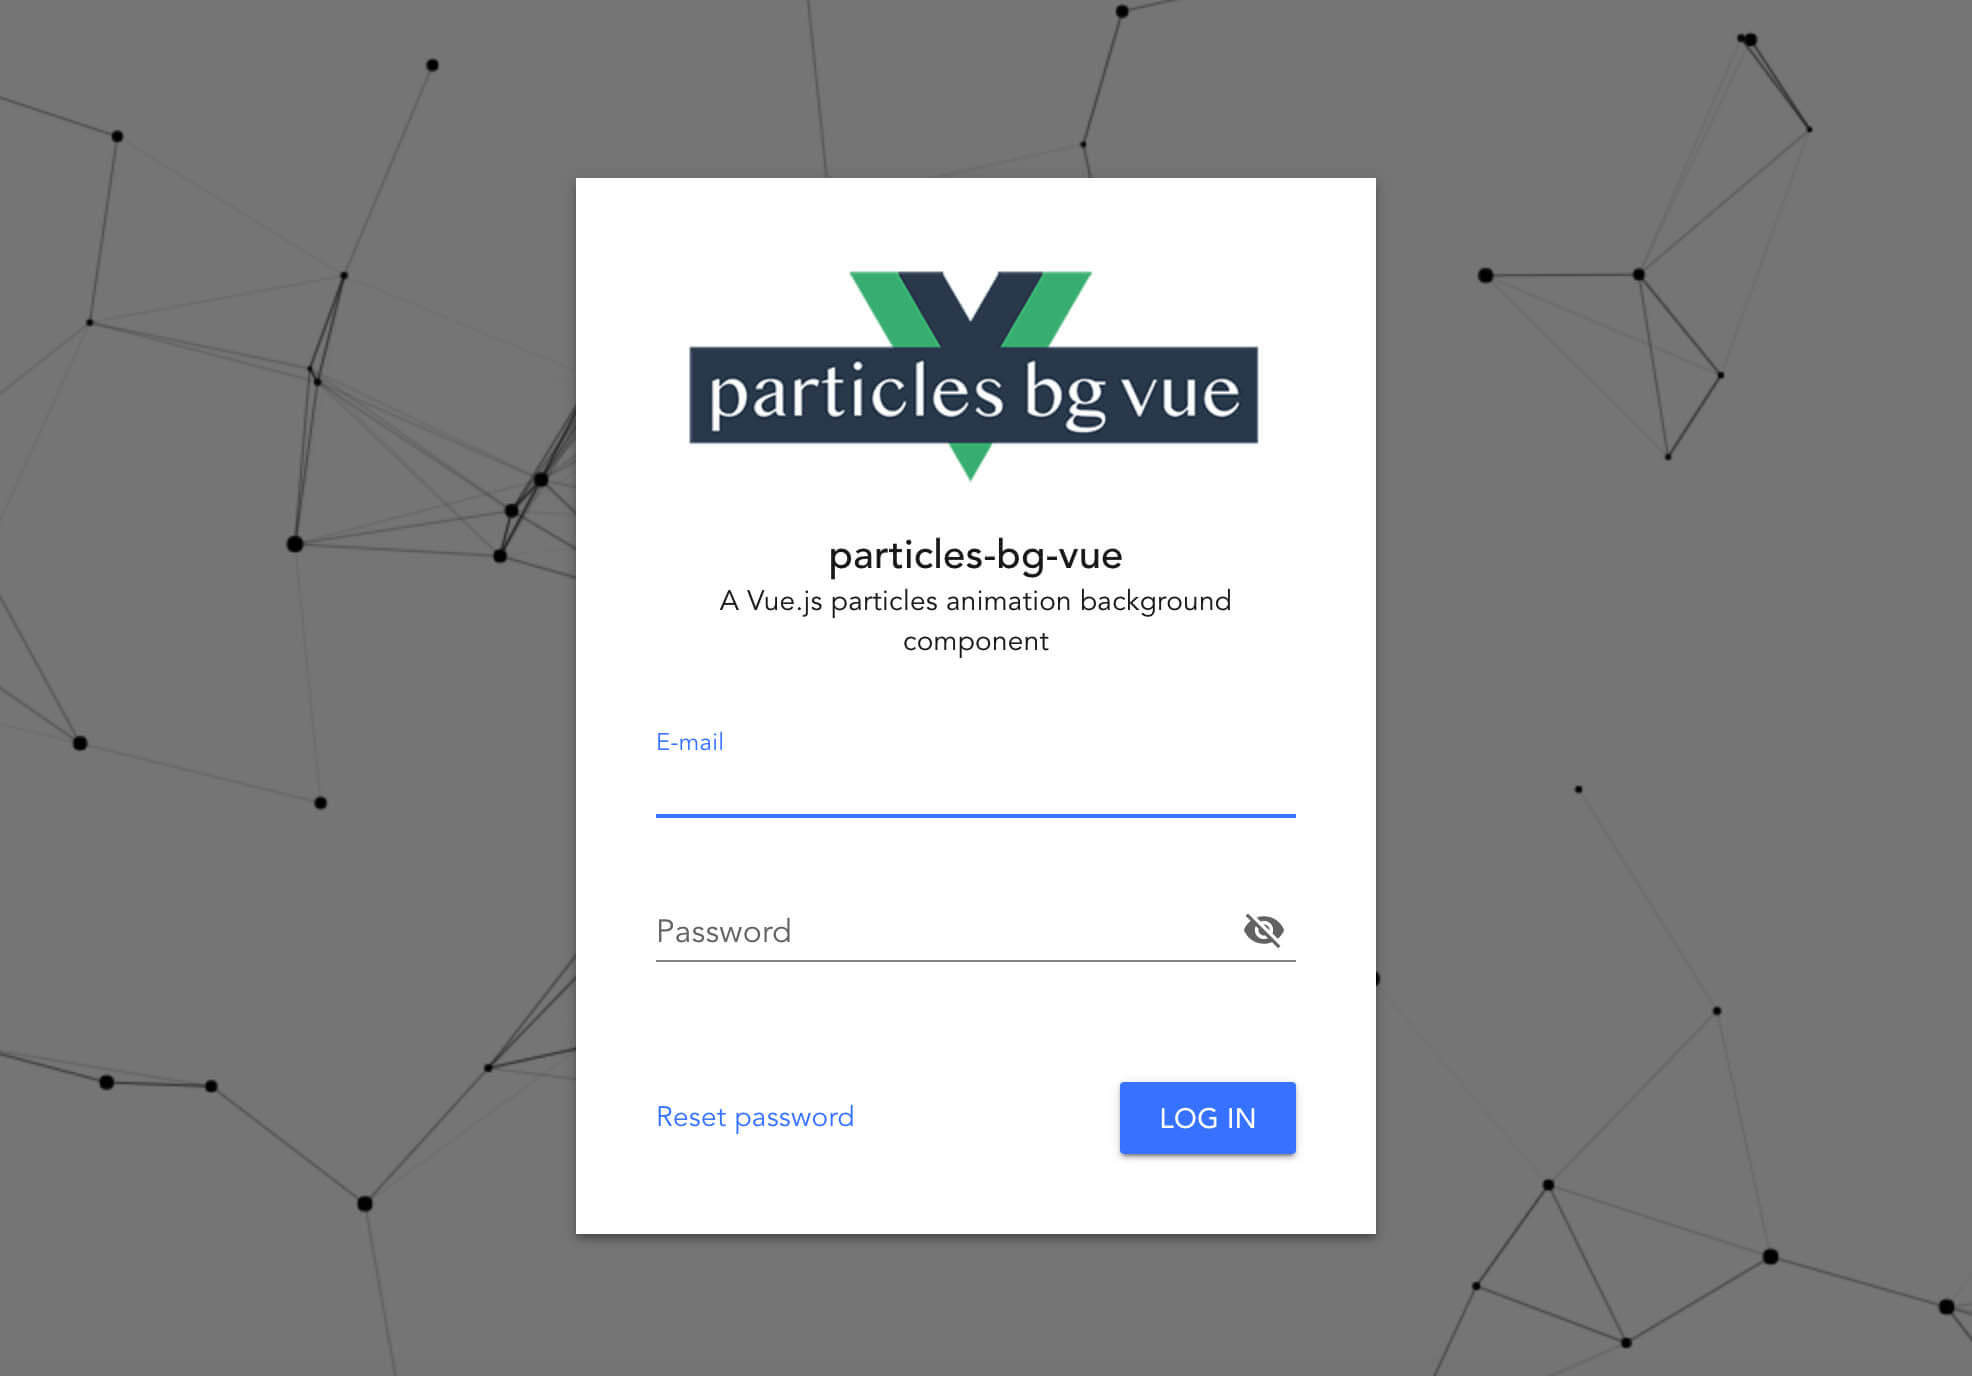 particles bg vue
particles-bg-vue
A Vue.js particles animation background
component
E-mail
Password
Reset password
LOG IN